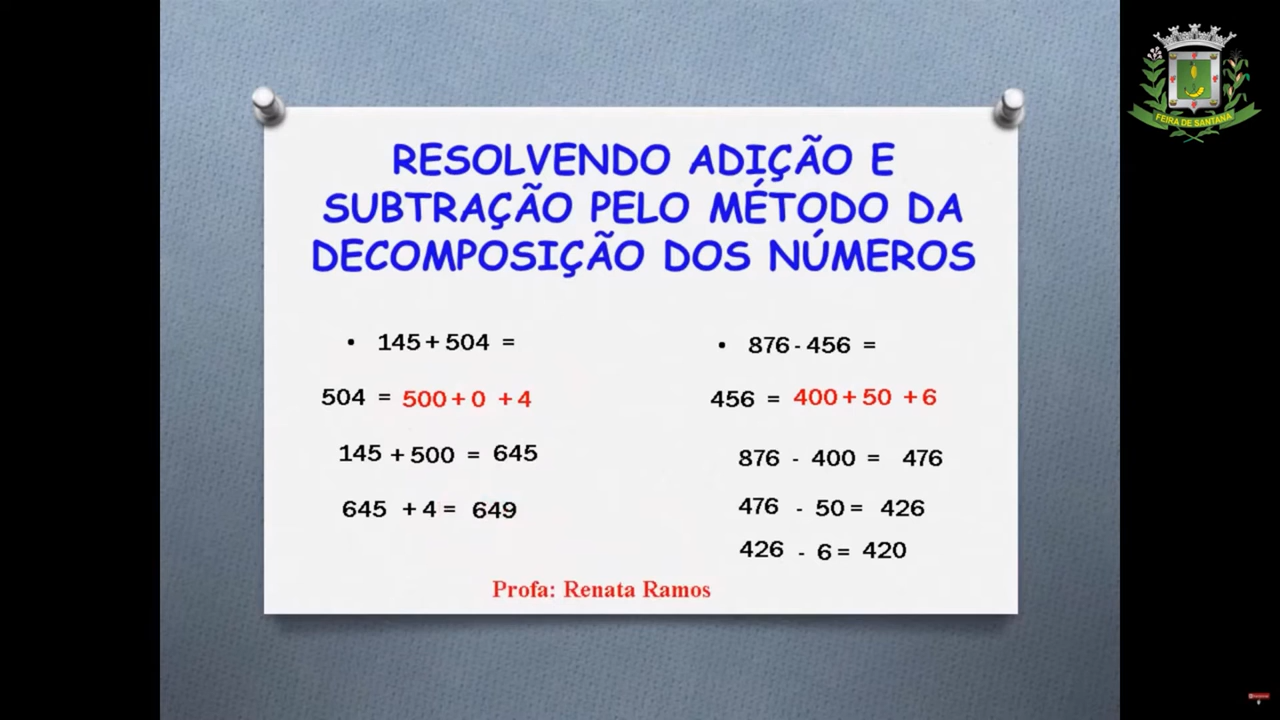 RESOLVENDO ADIÇÃO E
SUBTRAÇÃO PELO MÉTODO DA
DECOMPOSIÇÃO DOS NÚMEROS
• 145 + 504 =
504 = 500 + 0 + 4
145 + 500 = 645
645 + 4 = 649
• 876 - 456 =
456 = 400 + 50 + 6
876 - 400 = 476
476 - 50 = 426
426 - 6 = 420
Profa: Renata Ramos
FEIRA DE SANTANA